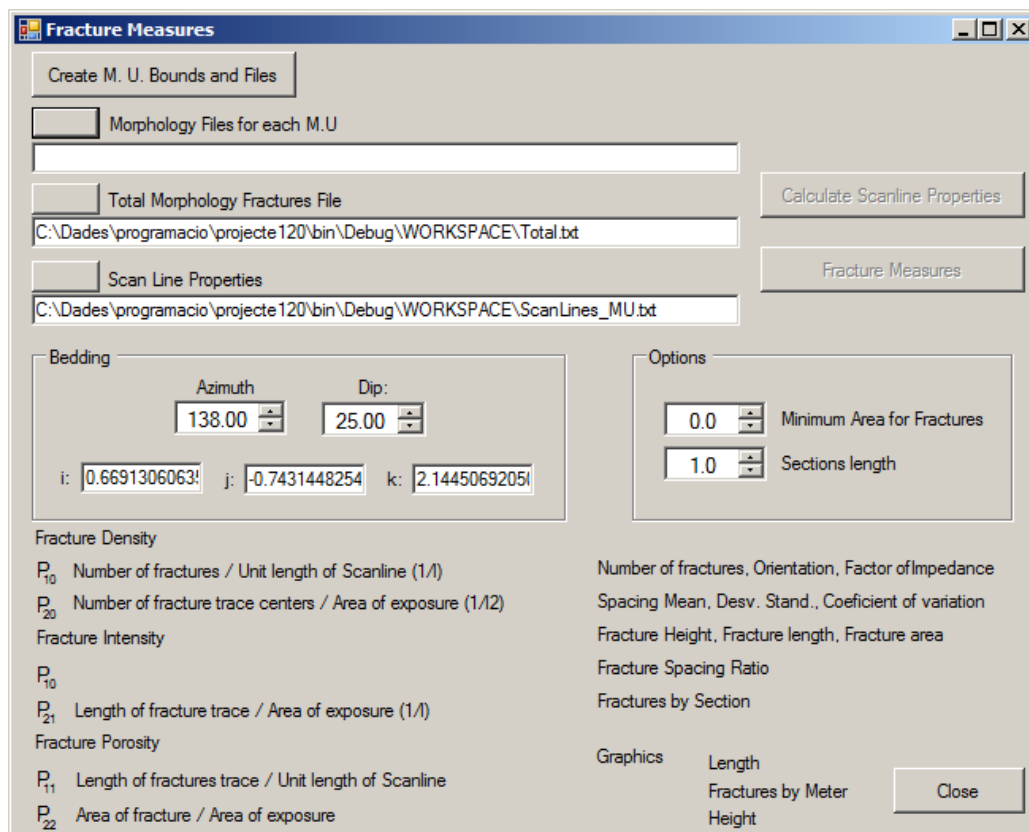 Fracture Measures
Create M. U. Bounds and Files
Morphology Files for each M.U
Total Morphology Fractures File
Calculate Scanline Properties
C:\Dades\programacio\projecte120\bin\Debug\WORKSPACE\Total.txt
Fracture Measures
Scan Line Properties
C:\Dades\programacio\projecte120\bin\Debug\WORKSPACE\ScanLines_MU.txt
Bedding
Azimuth Dip:
138.00 25.00
i: 0.6691306063 j: -0.7431448254 k: 2.1445069205
Options
0.0 Minimum Area for Fractures
1.0 Sections length
Fracture Density
P10 Number of fractures / Unit length of Scanline (1/l)
P20 Number of fracture trace centers / Area of exposure (1/l2)
Fracture Intensity
P10
P21 Length of fracture trace / Area of exposure (1/l)
Fracture Porosity
P11 Length of fractures trace / Unit length of Scanline
P22 Area of fracture / Area of exposure
Number of fractures, Orientation, Factor ofImpedance
Spacing Mean, Desv. Stand., Coeficient of variation
Fracture Height, Fracture length, Fracture area
Fracture Spacing Ratio
Fractures by Section
Graphics
Length
Fractures by Meter
Height
Close